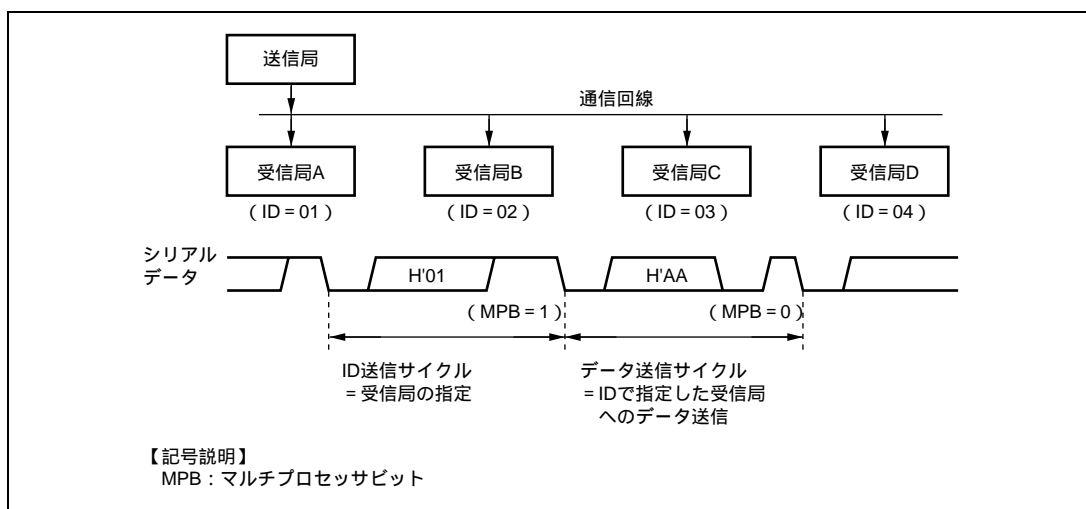 送信局
通信回線
受信局A 受信局B 受信局C 受信局D
(ID = 01) (ID = 02) (ID = 03) (ID = 04)
シリアル
データ
H'01 H'AA
(MPB = 1) (MPB = 0)
ID送信サイクル
= 受信局の指定
データ送信サイクル
= IDで指定した受信局
へのデータ送信
【記号説明】
MPB：マルチプロセッサビット